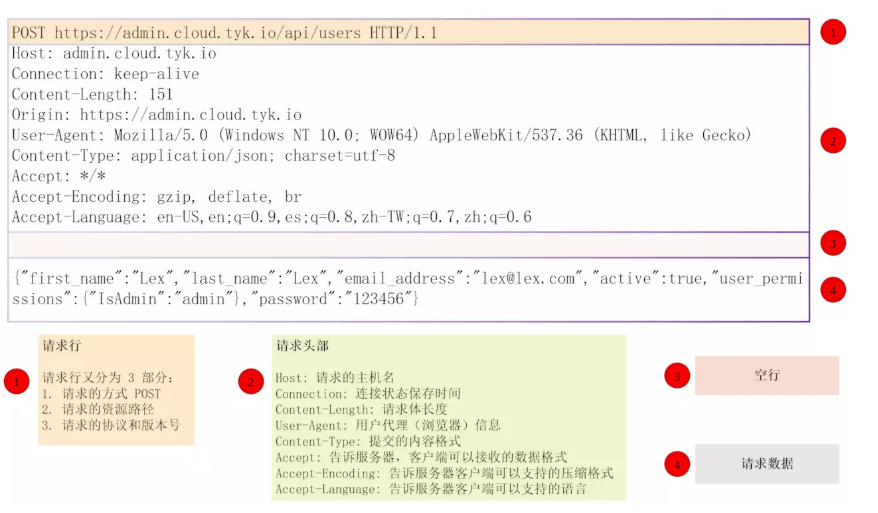 POST https://admin.cloud.tyk.io/api/users HTTP/1.1
1
Host: admin.cloud.tyk.io
Connection: keep-alive
Content-Length: 151
Origin: https://admin.cloud.tyk.io
User-Agent: Mozilla/5.0 (Windows NT 10.0; WOW64) AppleWebKit/537.36 (KHTML, like Gecko)
2
Content-Type: application/json; charset=utf-8
Accept: */*
Accept-Encoding: gzip, deflate, br
Accept-Language: en-US,en;q=0.9,es;q=0.8,zh-TW;q=0.7,zh;q=0.6
3
{"first_name":"Lex","last_name":"Lex","email_address":"lex@lex.com","active":true,"user_permi
ssions":{"IsAdmin":"admin"},"password":"123456"}
4
1
请求行
请求行又分为 3 部分:
1. 请求的方式 POST
2. 请求的资源路径
3. 请求的协议和版本号
2
请求头部
Host: 请求的主机名
Connection: 连接状态保存时间
Content-Length: 请求体长度
User-Agent: 用户代理（浏览器）信息
Content-Type: 提交的内容格式
Accept: 告诉服务器，客户端可以接收的数据格式
Accept-Encoding: 告诉服务器客户端可以支持的压缩格式
Accept-Language: 告诉服务器客户端可以支持的语言
3
空行
4
请求数据